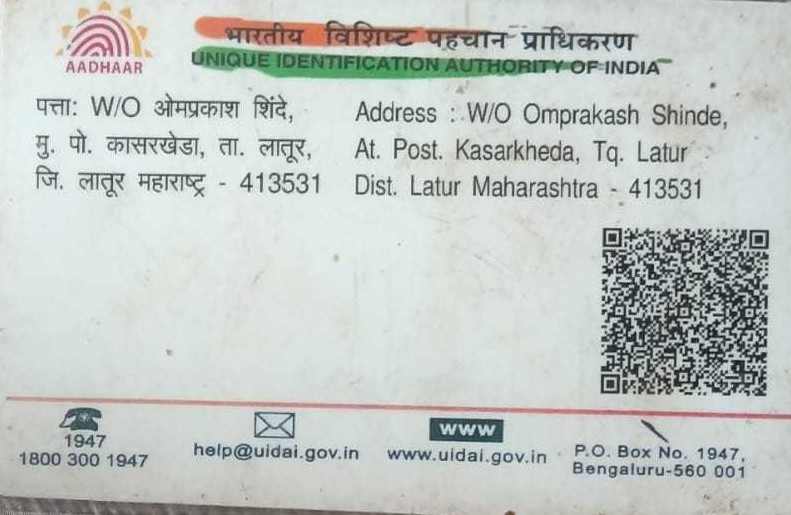 AADHAAR
भारतीय विशिष्ट पहचान प्राधिकरण
UNIQUE IDENTIFICATION AUTHORITY OF INDIA
पत्ता: W/O ओमप्रकाश शिंदे,
मु. पो. कासरखेडा, ता. लातूर,
जि. लातूर महाराष्ट्र - 413531
Address : W/O Omprakash Shinde,
At. Post. Kasarkheda, Tq. Latur
Dist. Latur Maharashtra - 413531
1947
1800 300 1947
help@uidai.gov.in
www
www.uidai.gov.in
P.O. Box No. 1947,
Bengaluru-560 001